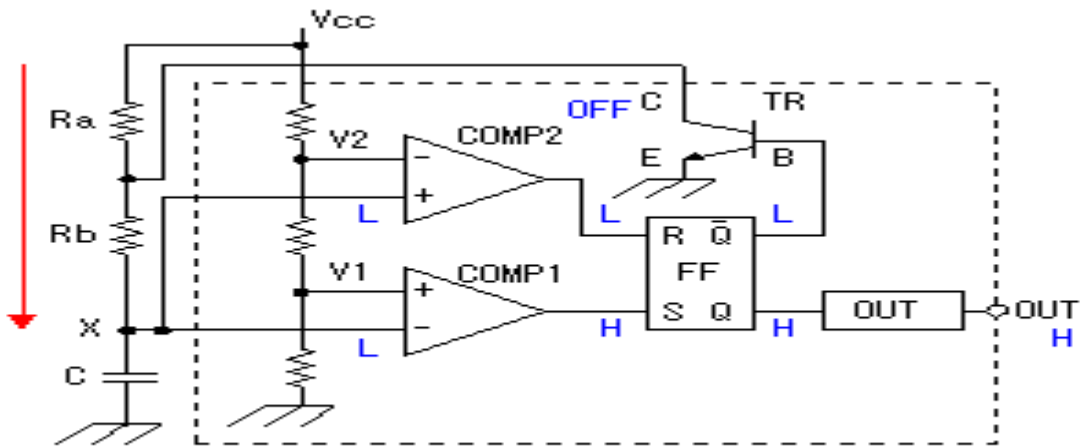 Vcc
C
TR
OFF
Ra
COMP2
V2
−
E
B
+
L
L
L
Rb
R
Q̄
COMP1
V1
FF
+
S
Q
OUT
OUT
X
−
H
H
H
L
C